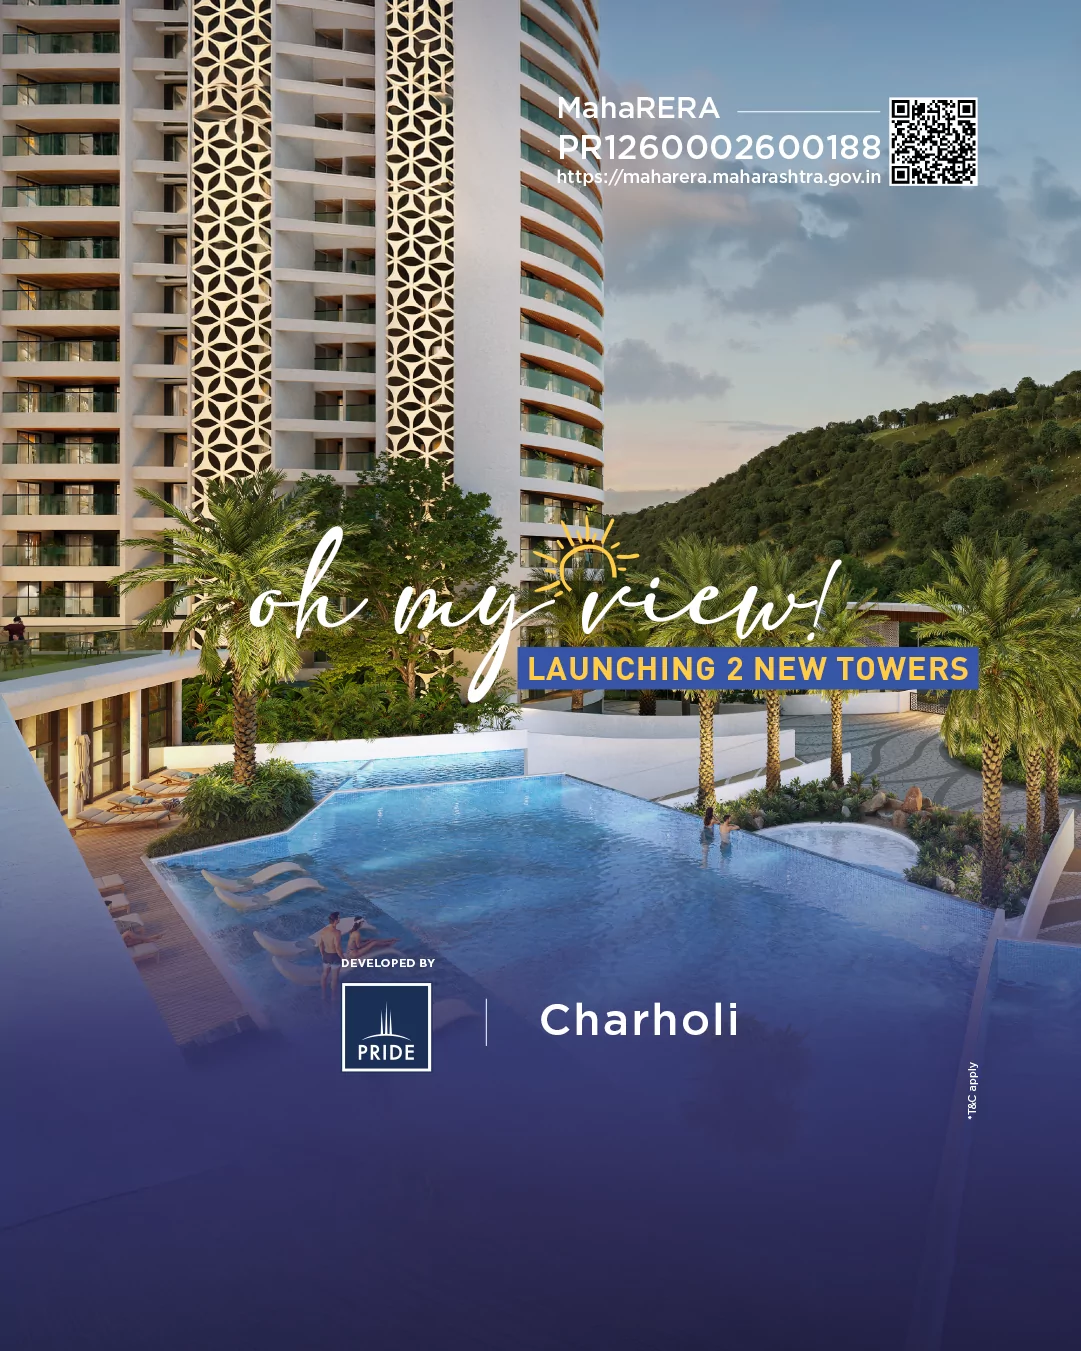 MahaRERA
PR1260002600188
https://maharera.maharashtra.gov.in
oh my view!
LAUNCHING 2 NEW TOWERS
DEVELOPED BY
PRIDE
Charholi
*T&C apply